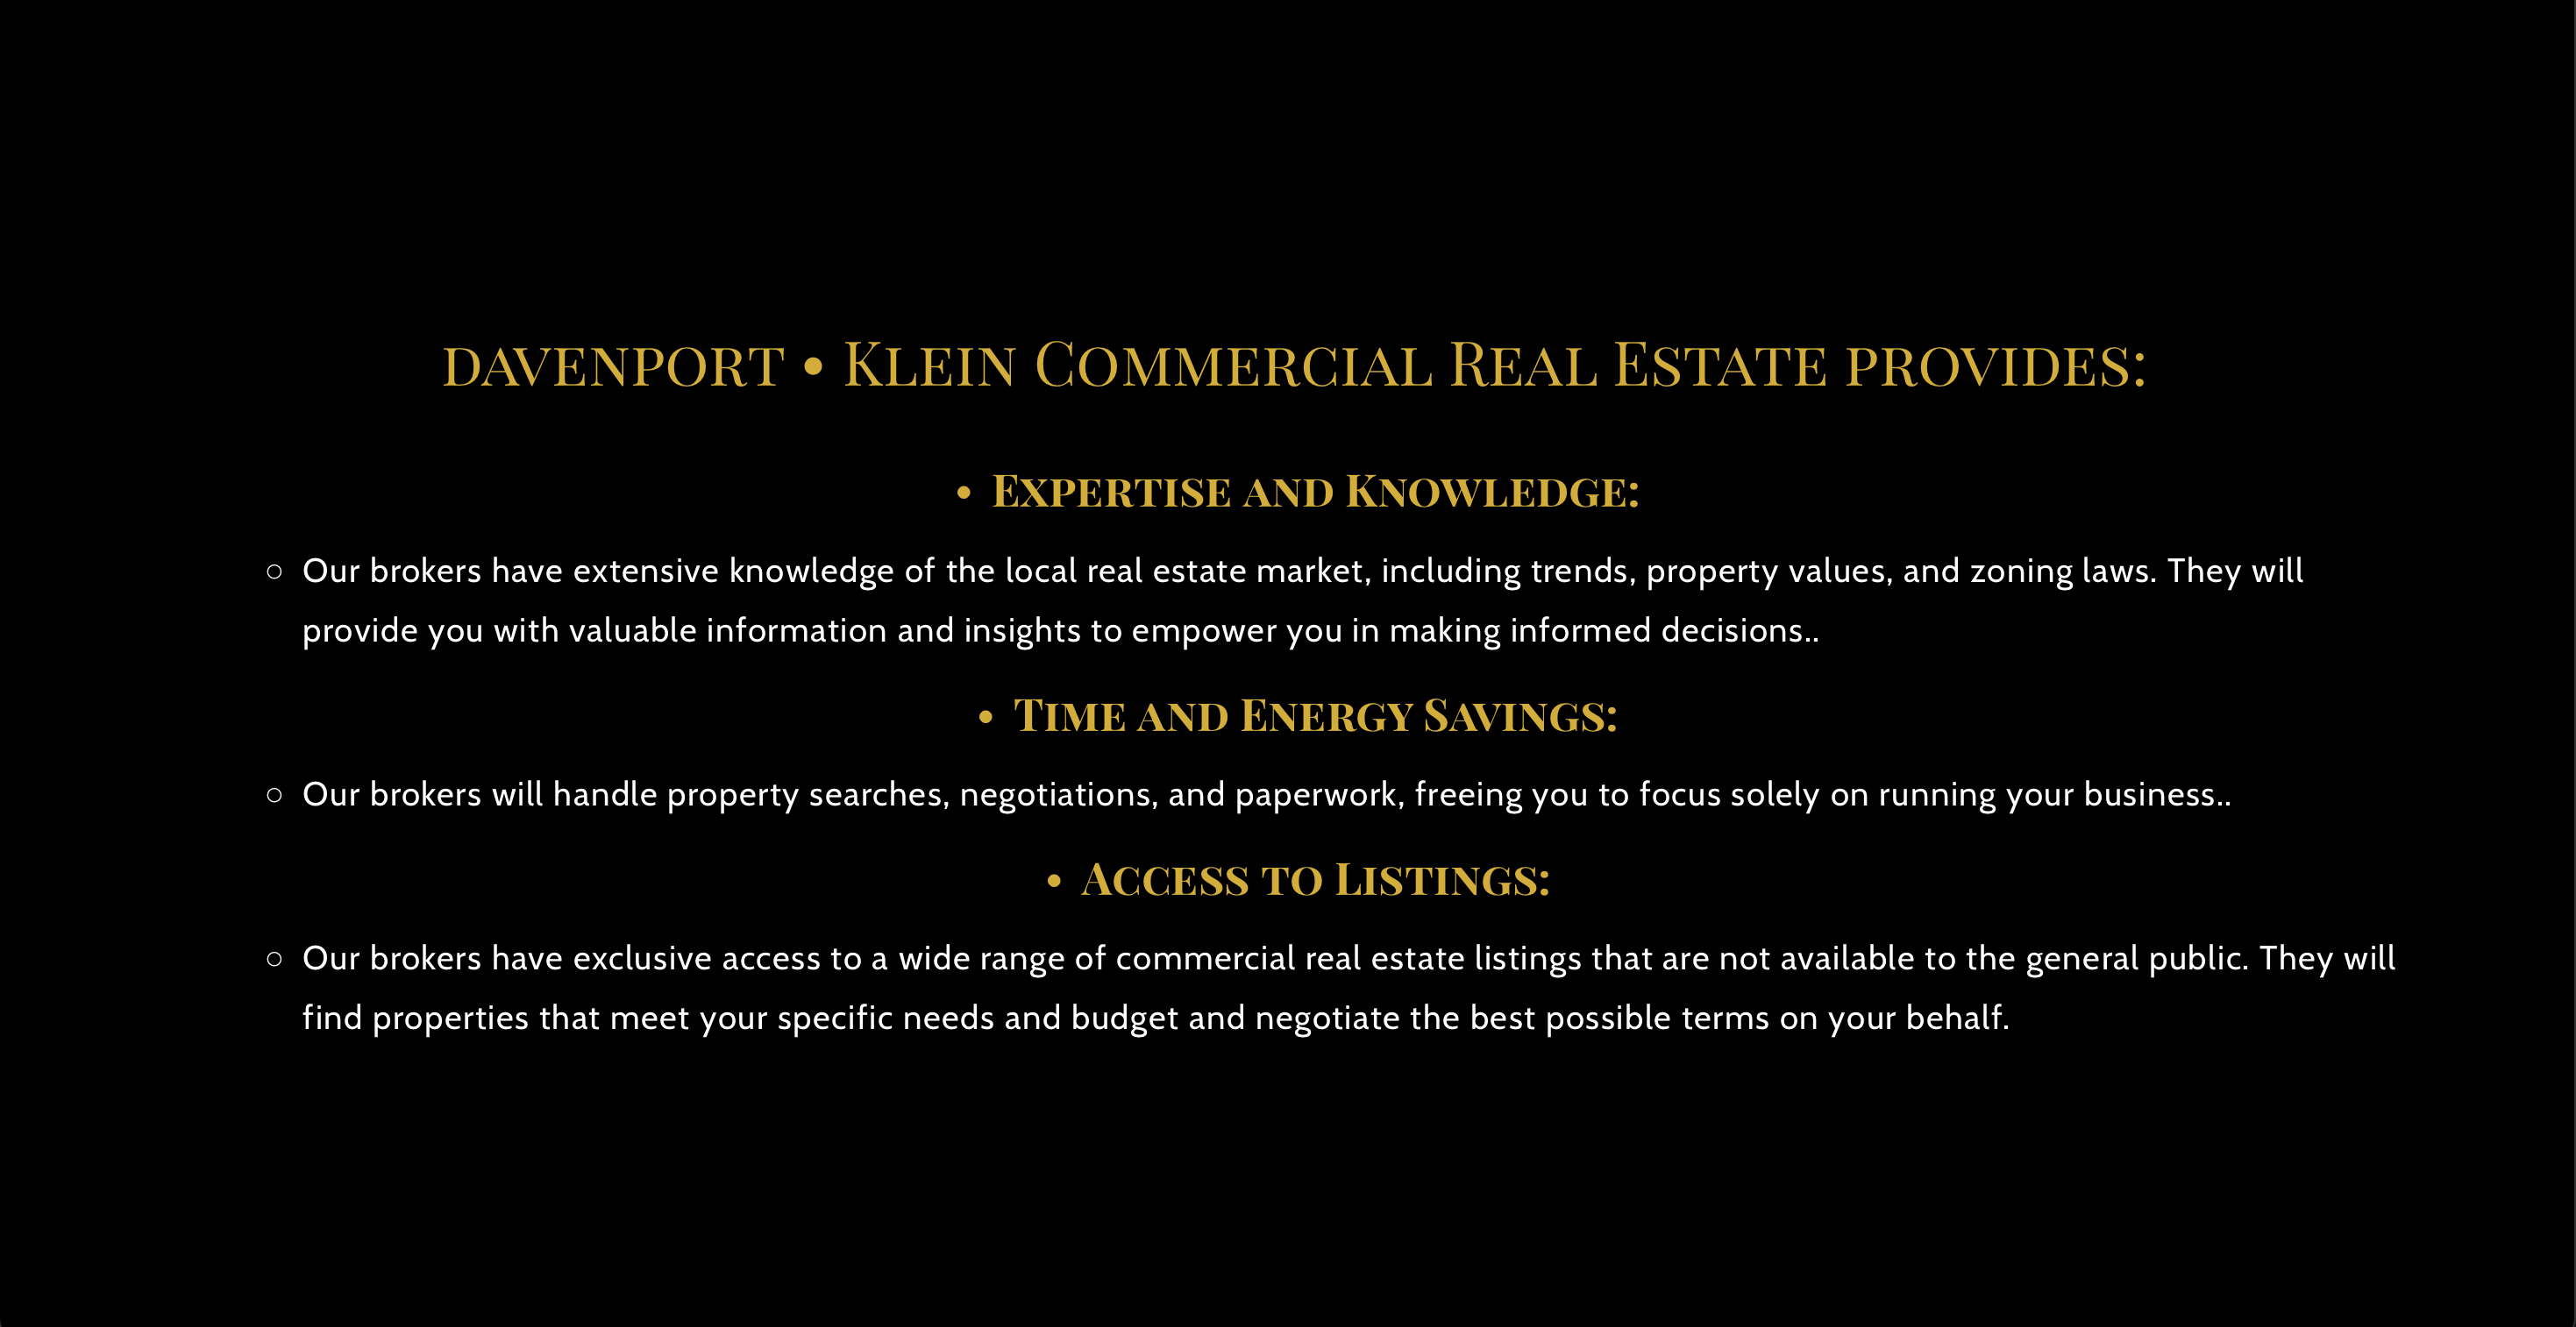 DAVENPORT • KLEIN COMMERCIAL REAL ESTATE PROVIDES:
• EXPERTISE AND KNOWLEDGE:
○ Our brokers have extensive knowledge of the local real estate market, including trends, property values, and zoning laws. They will
provide you with valuable information and insights to empower you in making informed decisions..
• TIME AND ENERGY SAVINGS:
○ Our brokers will handle property searches, negotiations, and paperwork, freeing you to focus solely on running your business..
• ACCESS TO LISTINGS:
○ Our brokers have exclusive access to a wide range of commercial real estate listings that are not available to the general public. They will
find properties that meet your specific needs and budget and negotiate the best possible terms on your behalf.